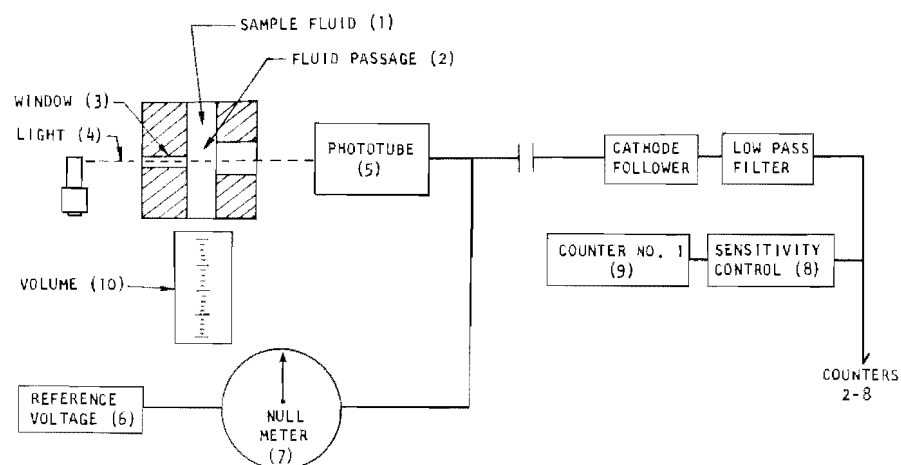 SAMPLE FLUID (1)
FLUID PASSAGE (2)
WINDOW (3)
LIGHT (4)
PHOTOTUBE
(5)
CATHODE
FOLLOWER
LOW PASS
FILTER
COUNTER NO. 1
(9)
SENSITIVITY
CONTROL (8)
VOLUME (10)
COUNTERS
2-8
REFERENCE
VOLTAGE (6)
NULL
METER
(7)